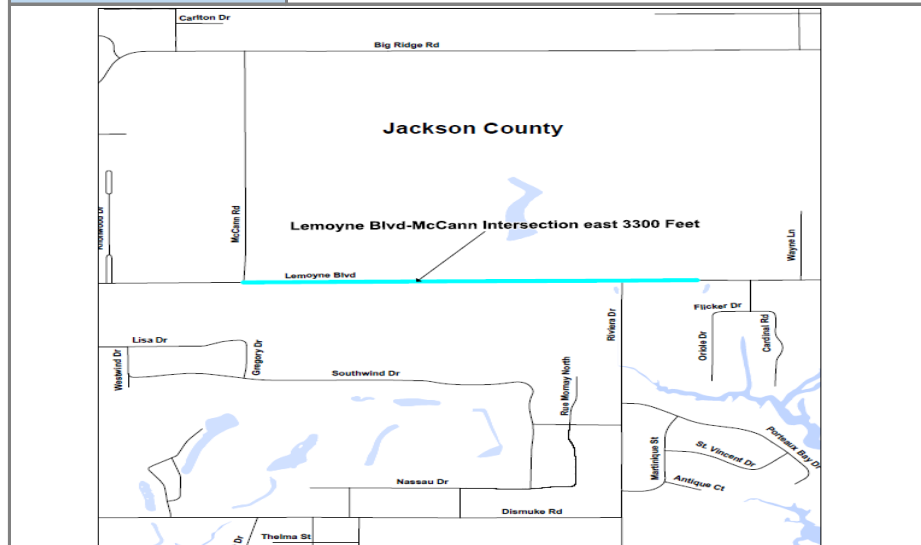 Carlton Dr
Big Ridge Rd
Jackson County
McCann Rd
Lemoyne Blvd-McCann Intersection east 3300 Feet
Wayne Ln
Lemoyne Blvd
Flicker Dr
Riviera Dr
Oriole Dr
Cardinal Rd
Lisa Dr
Westwind Dr
Gregory Dr
Southwind Dr
Rue Mornay North
Martinique St
St. Vincent Dr
Porteaux Bay Dr
Antique Ct
Nassau Dr
Dismuke Rd
Thelma St
Dr